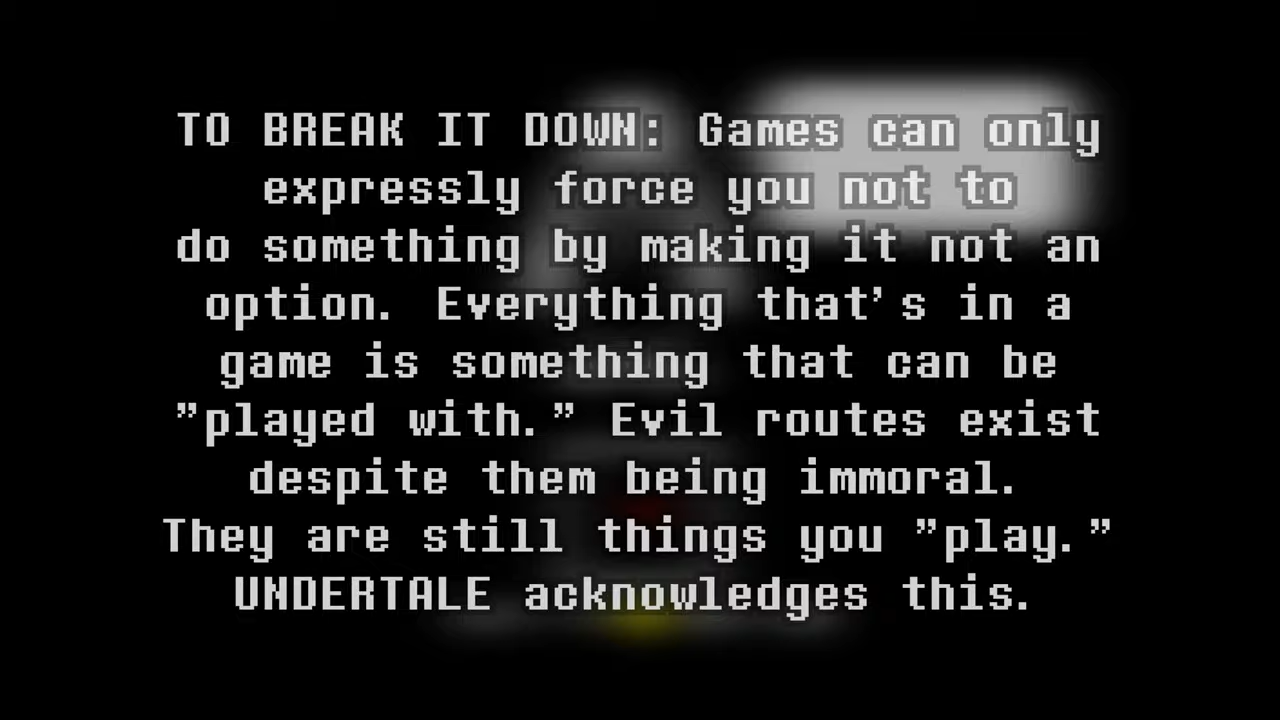 TO BREAK IT DOWN: Games can only
expressly force you not to
do something by making it not an
option. Everything that's in a
game is something that can be
"played with." Evil routes exist
despite them being immoral.
They are still things you "play."
UNDERTALE acknowledges this.